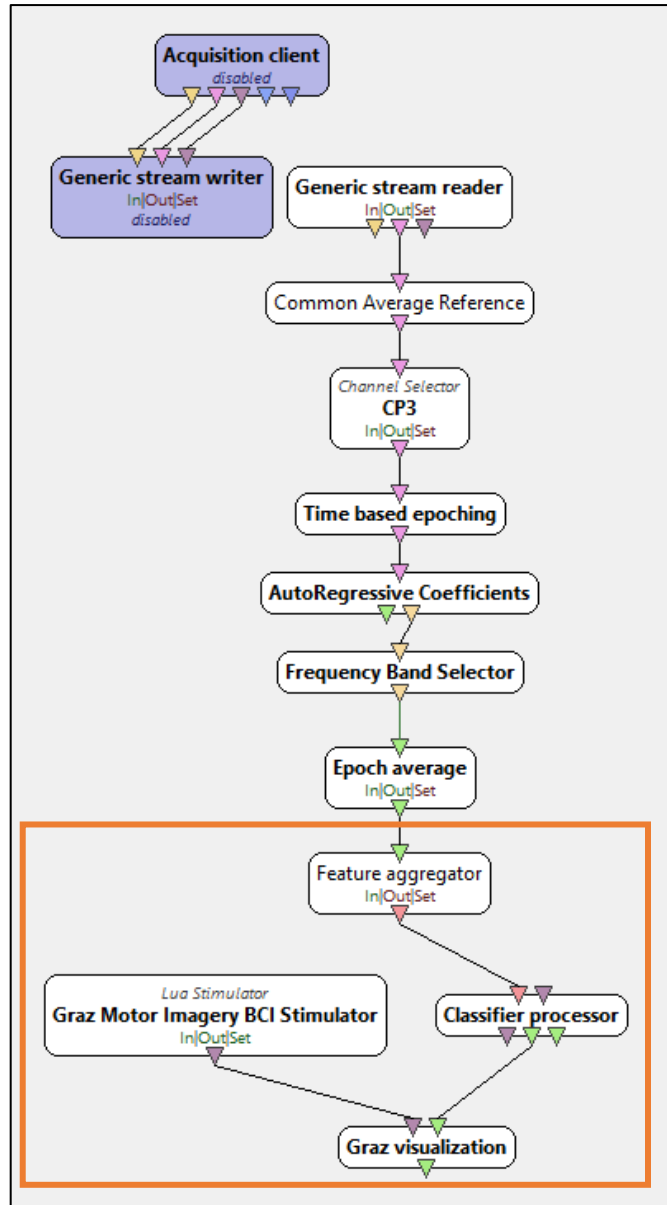 Acquisition client
disabled
Generic stream writer
In|Out|Set
disabled
Generic stream reader
In|Out|Set
Common Average Reference
Channel Selector
CP3
In|Out|Set
Time based epoching
AutoRegressive Coefficients
Frequency Band Selector
Epoch average
In|Out|Set
Feature aggregator
In|Out|Set
Lua Stimulator
Graz Motor Imagery BCI Stimulator
In|Out|Set
Classifier processor
Graz visualization